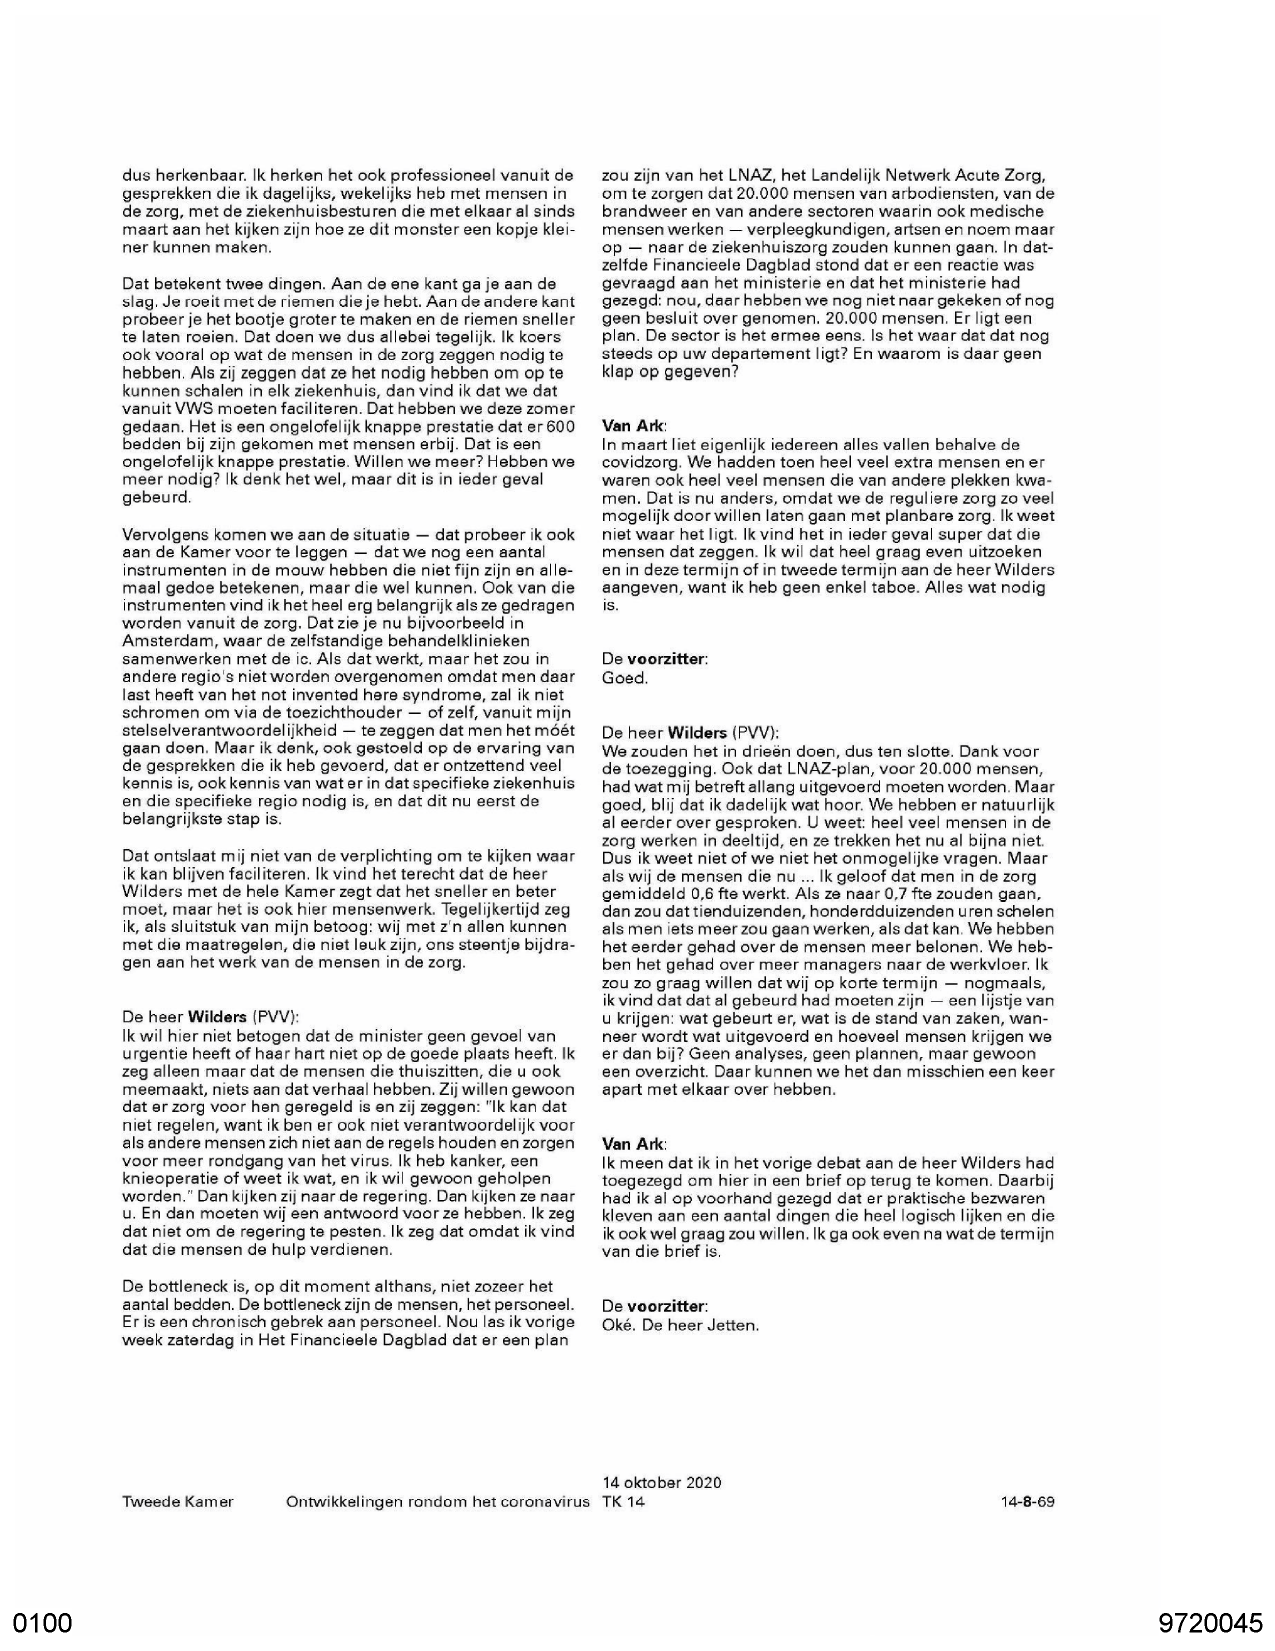 dus herkenbaar. Ik herken het ook professioneel vanuit de
gesprekken die ik dagelijks, wekelijks heb met mensen in
de zorg, met de ziekenhuisbesturen die met elkaar al sinds
maart aan het kijken zijn hoe ze dit monster een kopje klei-
ner kunnen maken.
Dat betekent twee dingen. Aan de ene kant ga je aan de
slag. Je roeit met de riemen die je hebt. Aan de andere kant
probeer je het bootje groter te maken en de riemen sneller
te laten roeien. Dat doen we dus allebei tegelijk. Ik koers
ook vooral op wat de mensen in de zorg zeggen nodig te
hebben. Als zij zeggen dat ze het nodig hebben om op te
kunnen schalen in elk ziekenhuis, dan vind ik dat we dat
vanuit VWS moeten faciliteren. Dat hebben we deze zomer
gedaan. Het is een ongelofelijk knappe prestatie dat er 600
bedden bij zijn gekomen met mensen erbij. Dat is een
ongelofelijk knappe prestatie. Willen we meer? Hebben we
meer nodig? Ik denk het wel, maar dit is in ieder geval
gebeurd.
Vervolgens komen we aan de situatie — dat probeer ik ook
aan de Kamer voor te leggen — dat we nog een aantal
instrumenten in de mouw hebben die niet fijn zijn en alle-
maal gedoe betekenen, maar die wel kunnen. Ook van die
instrumenten vind ik het heel erg belangrijk als ze gedragen
worden vanuit de zorg. Dat zie je nu bijvoorbeeld in
Amsterdam, waar de zelfstandige behandelklinieken
samenwerken met de ic. Als dat werkt, maar het zou in
andere regio's niet worden overgenomen omdat men daar
last heeft van het not invented here syndrome, zal ik niet
schromen om via de toezichthouder — of zelf, vanuit mijn
stelselverantwoordelijkheid — te zeggen dat men het móét
gaan doen. Maar ik denk, ook gestoeld op de ervaring van
de gesprekken die ik heb gevoerd, dat er ontzettend veel
kennis is, ook kennis van wat er in dat specifieke ziekenhuis
en die specifieke regio nodig is, en dat dit nu eerst de
belangrijkste stap is.
Dat ontslaat mij niet van de verplichting om te kijken waar
ik kan blijven faciliteren. Ik vind het terecht dat de heer
Wilders met de hele Kamer zegt dat het sneller en beter
moet, maar het is ook hier mensenwerk. Tegelijkertijd zeg
ik, als sluitstuk van mijn betoog: wij met z'n allen kunnen
met die maatregelen, die niet leuk zijn, ons steentje bijdra-
gen aan het werk van de mensen in de zorg.
De heer Wilders (PVV):
Ik wil hier niet betogen dat de minister geen gevoel van
urgentie heeft of haar hart niet op de goede plaats heeft. Ik
zeg alleen maar dat de mensen die thuiszitten, die u ook
meemaakt, niets aan dat verhaal hebben. Zij willen gewoon
dat er zorg voor hen geregeld is en zij zeggen: "Ik kan dat
niet regelen, want ik ben er ook niet verantwoordelijk voor
als andere mensen zich niet aan de regels houden en zorgen
voor meer rondgang van het virus. Ik heb kanker, een
knieoperatie of weet ik wat, en ik wil gewoon geholpen
worden." Dan kijken zij naar de regering. Dan kijken ze naar
u. En dan moeten wij een antwoord voor ze hebben. Ik zeg
dat niet om de regering te pesten. Ik zeg dat omdat ik vind
dat die mensen de hulp verdienen.
De bottleneck is, op dit moment althans, niet zozeer het
aantal bedden. De bottleneck zijn de mensen, het personeel.
Er is een chronisch gebrek aan personeel. Nou las ik vorige
week zaterdag in Het Financieele Dagblad dat er een plan
zou zijn van het LNAZ, het Landelijk Netwerk Acute Zorg,
om te zorgen dat 20.000 mensen van arbodiensten, van de
brandweer en van andere sectoren waarin ook medische
mensen werken — verpleegkundigen, artsen en noem maar
op — naar de ziekenhuiszorg zouden kunnen gaan. In dat-
zelfde Financieele Dagblad stond dat er een reactie was
gevraagd aan het ministerie en dat het ministerie had
gezegd: nou, daar hebben we nog niet naar gekeken of nog
geen besluit over genomen. 20.000 mensen. Er ligt een
plan. De sector is het ermee eens. Is het waar dat dat nog
steeds op uw departement ligt? En waarom is daar geen
klap op gegeven?
Van Ark:
In maart liet eigenlijk iedereen alles vallen behalve de
covidzorg. We hadden toen heel veel extra mensen en er
waren ook heel veel mensen die van andere plekken kwa-
men. Dat is nu anders, omdat we de reguliere zorg zo veel
mogelijk door willen laten gaan met planbare zorg. Ik weet
niet waar het ligt. Ik vind het in ieder geval super dat die
mensen dat zeggen. Ik wil dat heel graag even uitzoeken
en in deze termijn of in tweede termijn aan de heer Wilders
aangeven, want ik heb geen enkel taboe. Alles wat nodig
is.
De voorzitter:
Goed.
De heer Wilders (PVV):
We zouden het in drieën doen, dus ten slotte. Dank voor
de toezegging. Ook dat LNAZ-plan, voor 20.000 mensen,
had wat mij betreft allang uitgevoerd moeten worden. Maar
goed, blij dat ik dadelijk wat hoor. We hebben er natuurlijk
al eerder over gesproken. U weet: heel veel mensen in de
zorg werken in deeltijd, en ze trekken het nu al bijna niet.
Dus ik weet niet of we niet het onmogelijke vragen. Maar
als wij de mensen die nu ... Ik geloof dat men in de zorg
gemiddeld 0,6 fte werkt. Als ze naar 0,7 fte zouden gaan,
dan zou dat tienduizenden, honderdduizenden uren schelen
als men iets meer zou gaan werken, als dat kan. We hebben
het eerder gehad over de mensen meer belonen. We heb-
ben het gehad over meer managers naar de werkvloer. Ik
zou zo graag willen dat wij op korte termijn — nogmaals,
ik vind dat dat al gebeurd had moeten zijn — een lijstje van
u krijgen: wat gebeurt er, wat is de stand van zaken, wan-
neer wordt wat uitgevoerd en hoeveel mensen krijgen we
er dan bij? Geen analyses, geen plannen, maar gewoon
een overzicht. Daar kunnen we het dan misschien een keer
apart met elkaar over hebben.
Van Ark:
Ik meen dat ik in het vorige debat aan de heer Wilders had
toegezegd om hier in een brief op terug te komen. Daarbij
had ik al op voorhand gezegd dat er praktische bezwaren
kleven aan een aantal dingen die heel logisch lijken en die
ik ook wel graag zou willen. Ik ga ook even na wat de termijn
van die brief is.
De voorzitter:
Oké. De heer Jetten.
14 oktober 2020
Tweede Kamer Ontwikkelingen rondom het coronavirus TK 14 14-8-69
0100 9720045